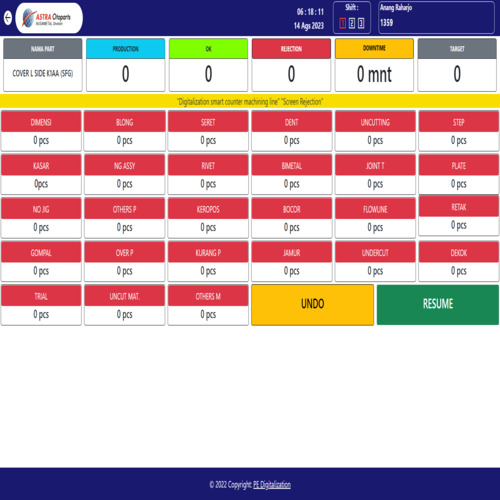 ASTRA Otoparts
06 : 18 : 11
14 Ags 2023
Shift :
1 2 3
Anang Raharjo
1359
NAMA PART PRODUCTION OK REJECTION DOWNTIME TARGET
COVER L SIDE K1AA (SFG) 0 0 0 0 mnt 0
"Digitalization smart counter machining line" "Screen Rejection"
DIMENSI BLONG SERET DENT UNCUTTING STEP
0 pcs 0 pcs 0 pcs 0 pcs 0 pcs 0 pcs
KASAR NG ASSY RIVET BIMETAL JOINT T PLATE
0pcs 0 pcs 0 pcs 0 pcs 0 pcs 0 pcs
NO JIG OTHERS P KEROPOS BOCOR FLOWLINE RETAK
0 pcs 0 pcs 0 pcs 0 pcs 0 pcs 0 pcs
GOMPAL OVER P KURANG P JAMUR UNDERCUT DEKOK
0 pcs 0 pcs 0 pcs 0 pcs 0 pcs 0 pcs
TRIAL UNCUT MAT. OTHERS M UNDO RESUME
0 pcs 0 pcs 0 pcs
© 2022 Copyright: PE Digitalization